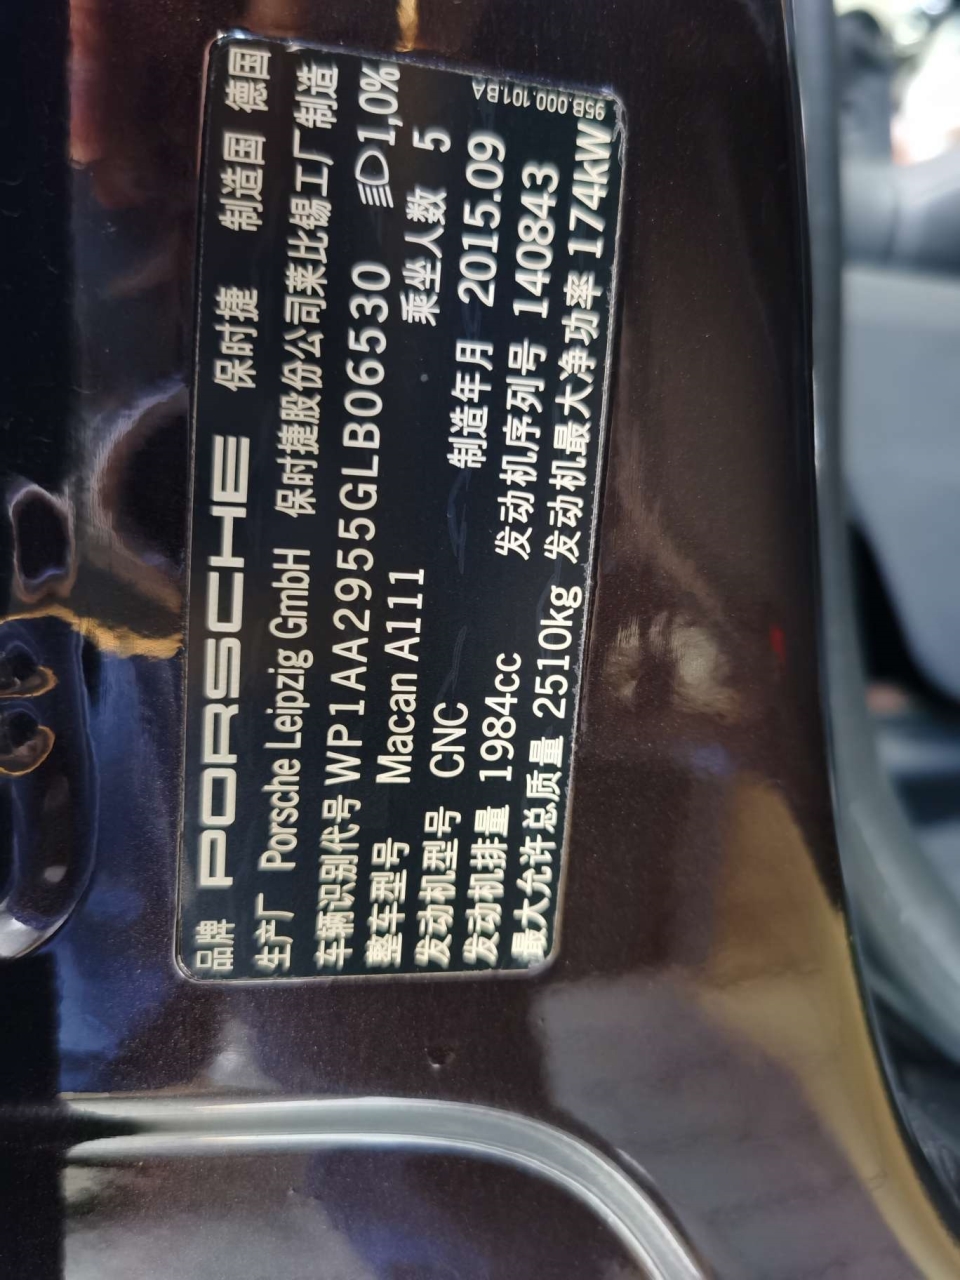 品牌 PORSCHE 保时捷 制造国 德国
生产厂 Porsche Leipzig GmbH 保时捷股份公司莱比锡工厂制造
车辆识别代号 WP1AA2955GLB06530 1,0%
整车型号 Macan A111 乘坐人数 5
发动机型号 CNC 制造年月 2015.09
发动机排量 1984cc 发动机序列号 140843
最大允许总质量 2510kg 发动机最大净功率 174kW
95B.000.101.BA